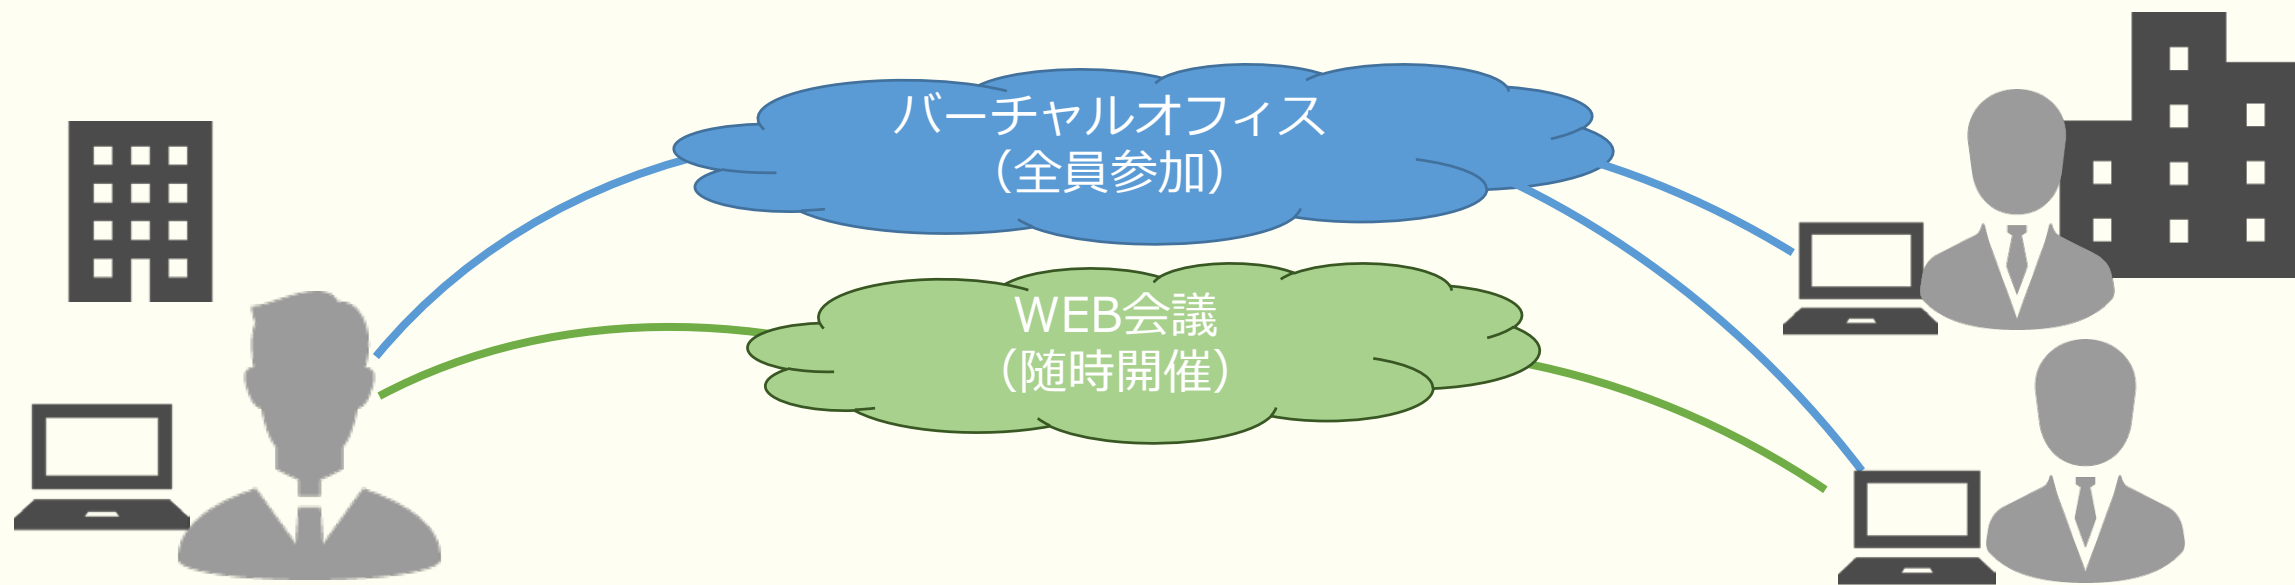 バーチャルオフィス
（全員参加）
WEB会議
（随時開催）